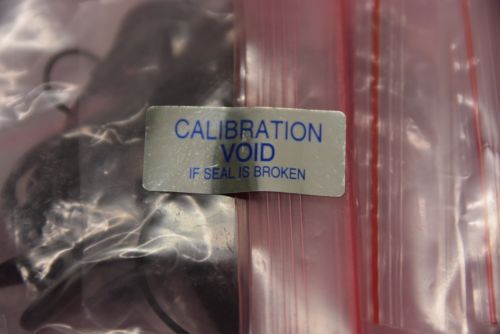 CALIBRATION
VOID
IF SEAL IS BROKEN